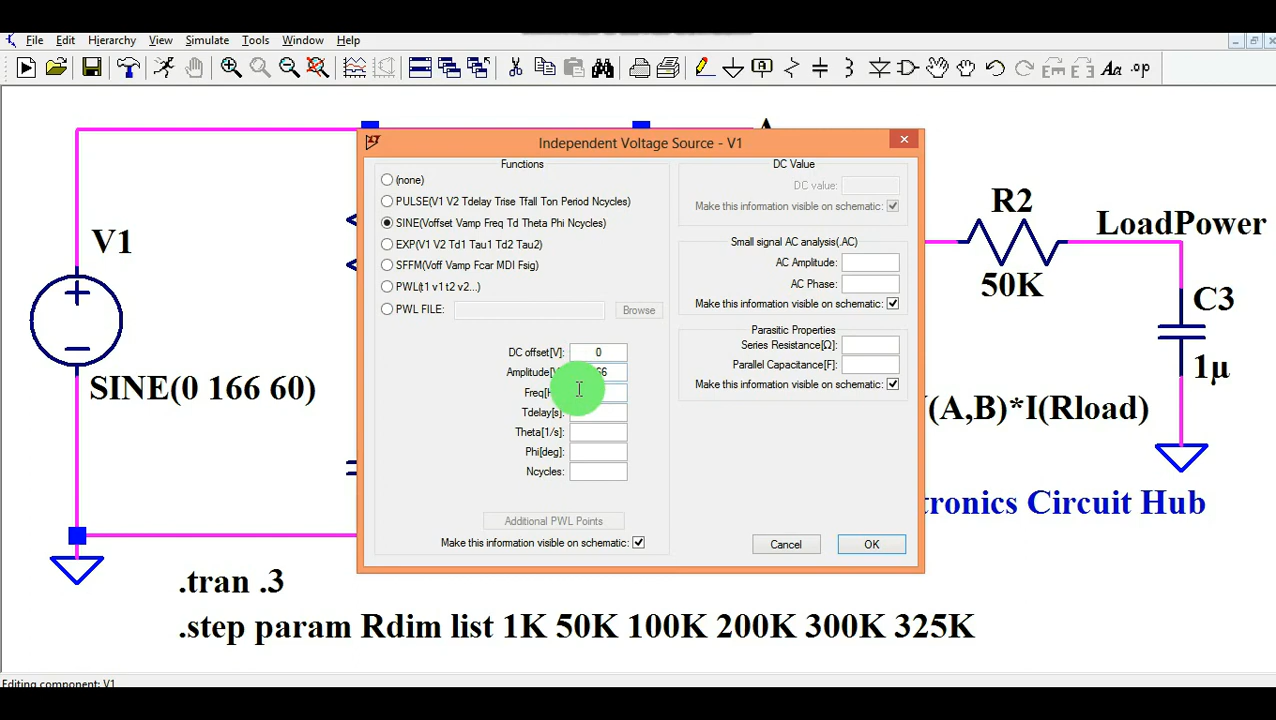 File Edit Hierarchy View Simulate Tools Window Help
Aa .op
Independent Voltage Source - V1
Functions
(none)
PULSE(V1 V2 Tdelay Trise Tfall Ton Period Ncycles)
SINE(Voffset Vamp Freq Td Theta Phi Ncycles)
EXP(V1 V2 Td1 Tau1 Td2 Tau2)
SFFM(Voff Vamp Fcar MDI Fsig)
PWL(t1 v1 t2 v2...)
PWL FILE: Browse
DC offset[V]: 0
Tdelay[s]:
Theta[1/s]:
Phi[deg]:
Ncycles:
Additional PWL Points
Make this information visible on schematic:
DC Value
DC value:
Make this information visible on schematic:
Small signal AC analysis(.AC)
AC Amplitude:
AC Phase:
Make this information visible on schematic:
Parasitic Properties
Series Resistance[Ω]:
Parallel Capacitance[F]:
Make this information visible on schematic:
Cancel OK
V1
SINE(0 166 60)
R2
50K
LoadPower
C3
1µ
(A,B)*I(Rload)
Circuit Hub
.tran .3
.step param Rdim list 1K 50K 100K 200K 300K 325K
Editing component: V1